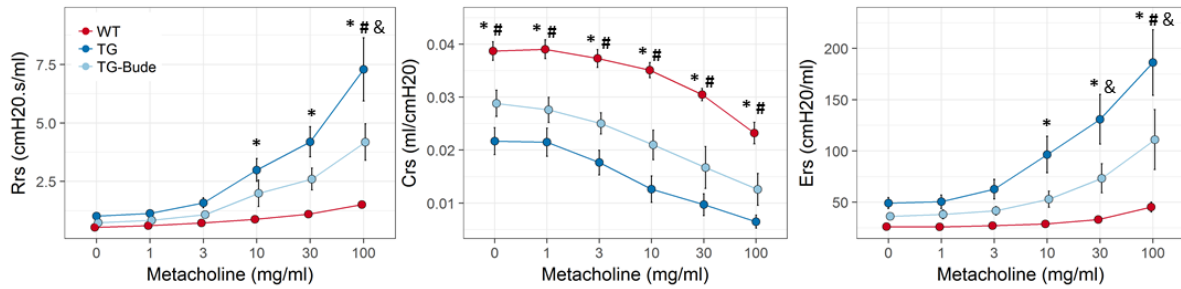 * # &
WT
TG
TG-Bude
*
*
7.5
5.0
2.5
Rrs (cmH20.s/ml)
0 1 3 10 30 100
Metacholine (mg/ml)
* #
* #
* #
* #
* #
* #
0.04
0.03
0.02
0.01
Crs (ml/cmH20)
0 1 3 10 30 100
Metacholine (mg/ml)
* # &
* &
*
200
150
100
50
Ers (cmH20/ml)
0 1 3 10 30 100
Metacholine (mg/ml)